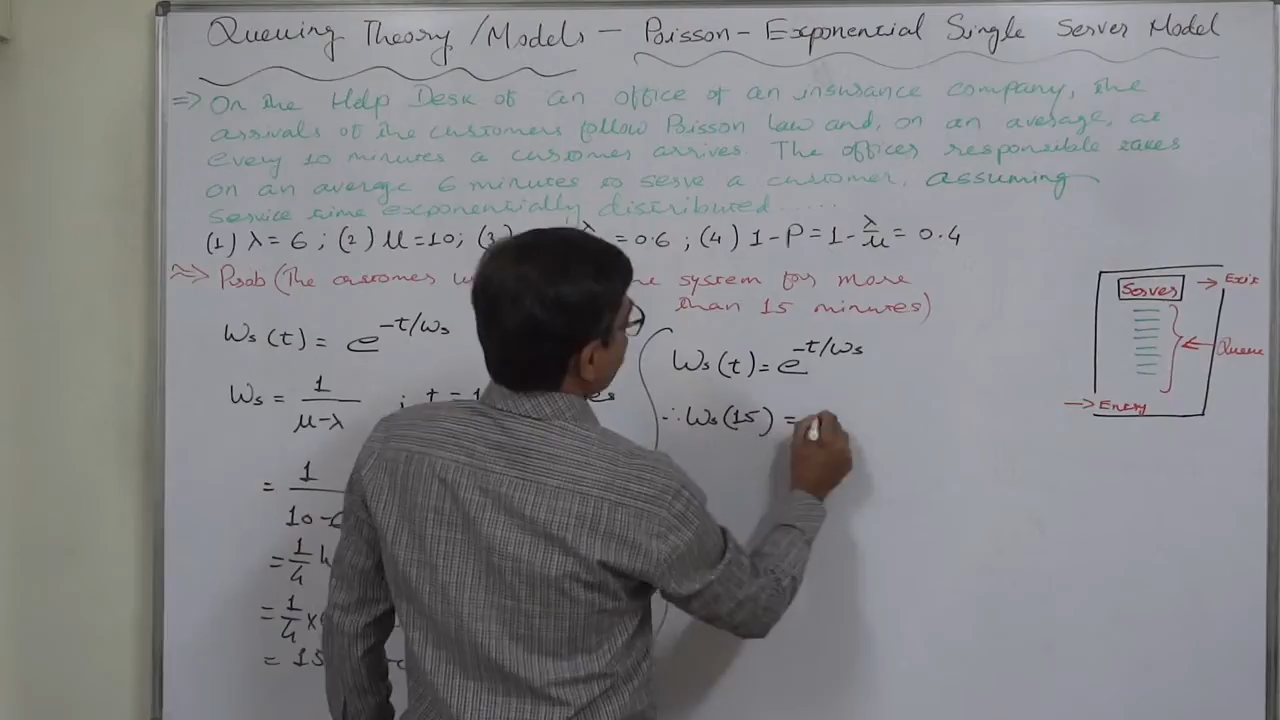 Queuing Theory/Models – Poisson-Exponential Single Server Model
=> On the Help Desk of an office of an insurance company, the
arrivals of the customers follow Poisson law and, on an average, at
every 10 minutes a customer arrives. The officer responsible takes
on an average 6 minutes to serve a customer, assuming
service time exponentially distributed.....
(1) λ = 6 ; (2) μ = 10; (3) λ = 0.6 ; (4) 1-P = 1-λ/μ = 0.4
≈> Prob (The customer system for more
than 15 minutes)
Ws(t) = e^-t/Ws
Ws = 1/μ-λ ; t = 1
= 1/10-
= 1/4
= 1/4 ×
= 15
Ws(t) = e^-t/Ws
∴ Ws(15) =
Server
-> Exit
Queue
-> Entry